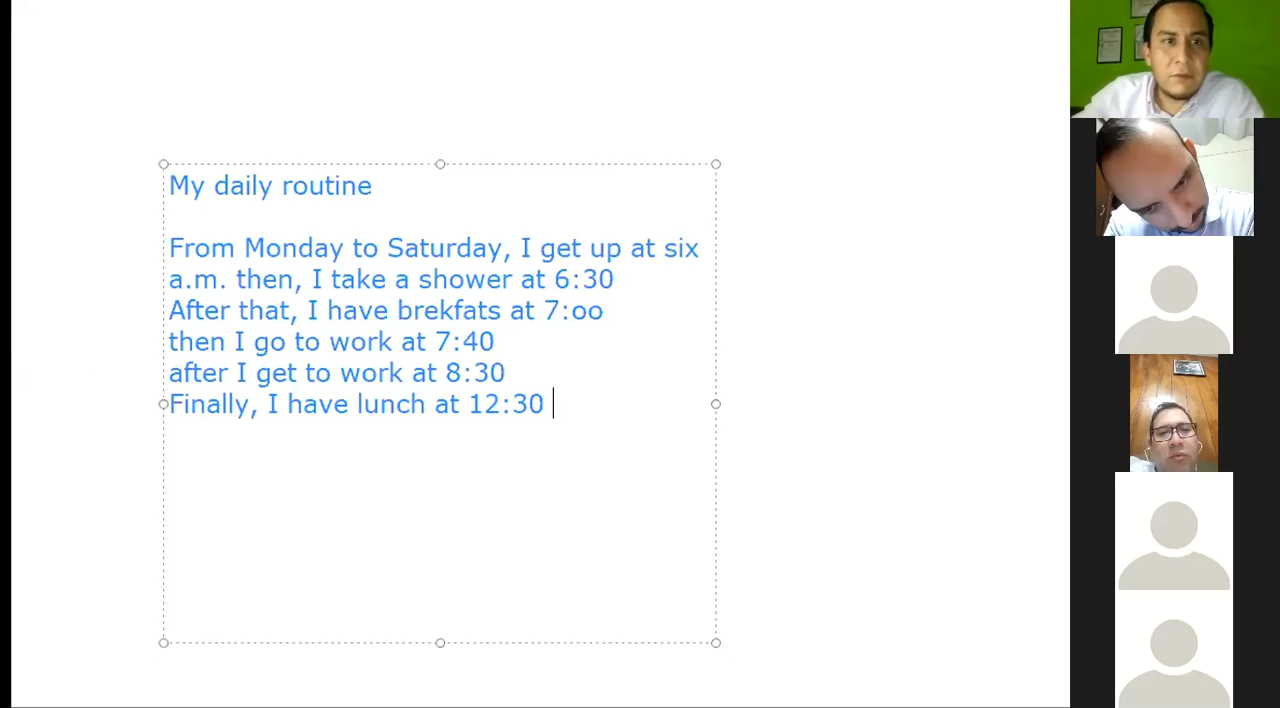 My daily routine
From Monday to Saturday, I get up at six
a.m. then, I take a shower at 6:30
After that, I have brekfats at 7:oo
then I go to work at 7:40
after I get to work at 8:30
Finally, I have lunch at 12:30